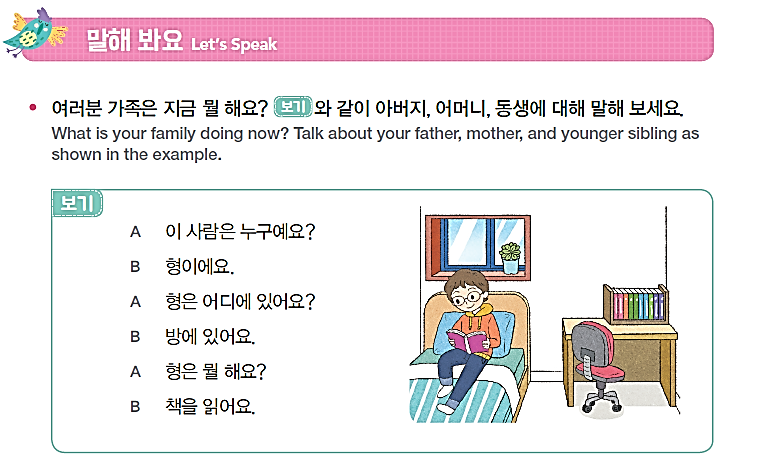 말해 봐요 Let's Speak
• 여러분 가족은 지금 뭘 해요? 보기와 같이 아버지, 어머니, 동생에 대해 말해 보세요.
What is your family doing now? Talk about your father, mother, and younger sibling as
shown in the example.
보기
A 이 사람은 누구예요?
B 형이에요.
A 형은 어디에 있어요?
B 방에 있어요.
A 형은 뭘 해요?
B 책을 읽어요.